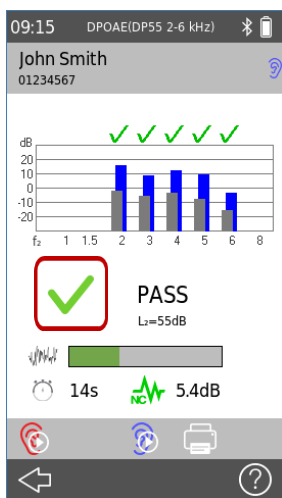 09:15 DPOAE(DP55 2-6 kHz)
John Smith
01234567
dB
20
10
0
-10
-20
f₂ 1 1.5 2 3 4 5 6 8
PASS
L₂=55dB
14s NC 5.4dB
?